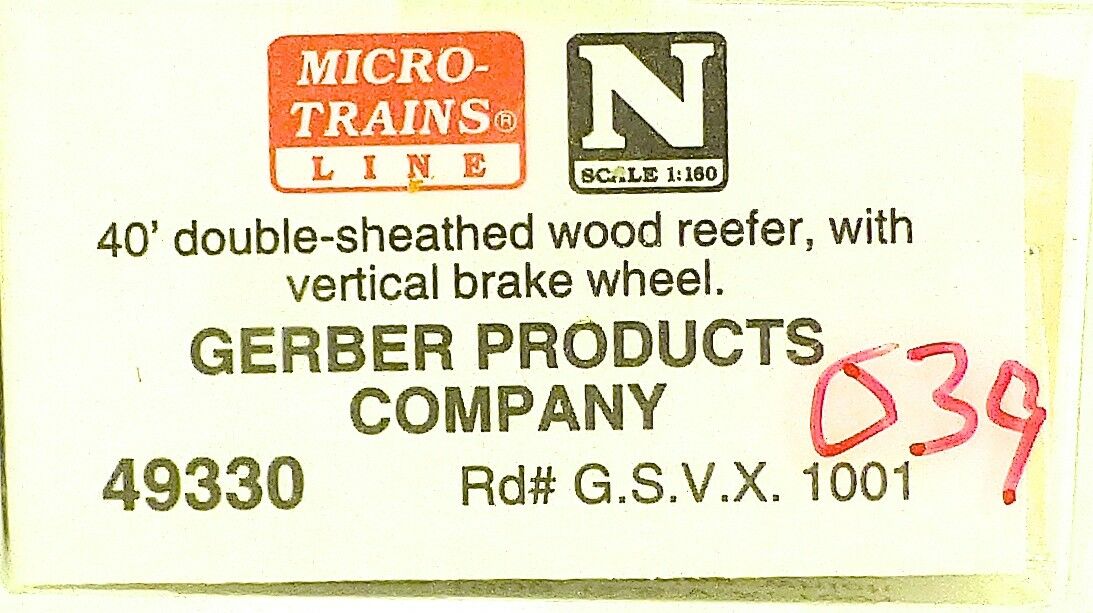 MICRO-
TRAINS®
LINE
N
SCALE 1:160
40' double-sheathed wood reefer, with
vertical brake wheel.
GERBER PRODUCTS
COMPANY
039
49330 Rd# G.S.V.X. 1001